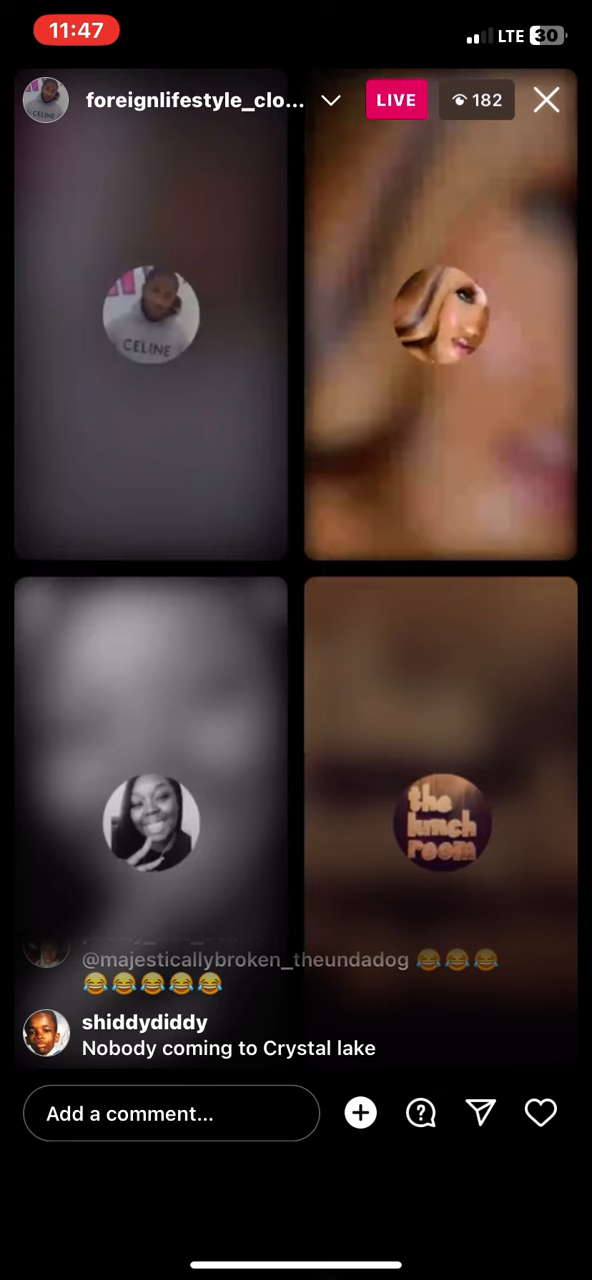 11:47
LTE 30
foreignlifestyle_clo...
LIVE
182
CELINE
CELINE
the
lunch
room
@majesticallybroken_theundadog 😂😂😂
😂😂😂😂😂
shiddydiddy
Nobody coming to Crystal lake
Add a comment...